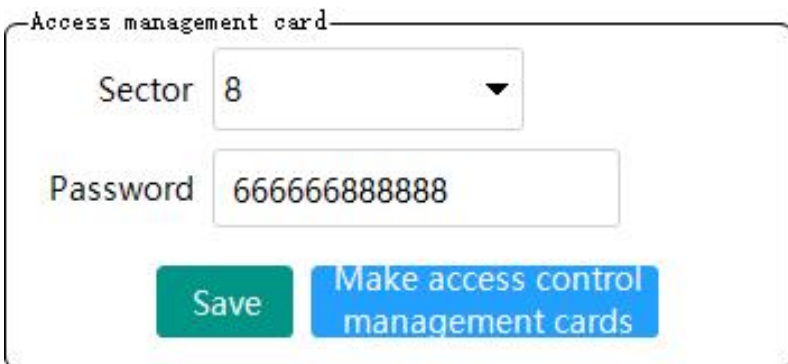 Access management card
Sector 8
Password 666666888888
Save
Make access control
management cards